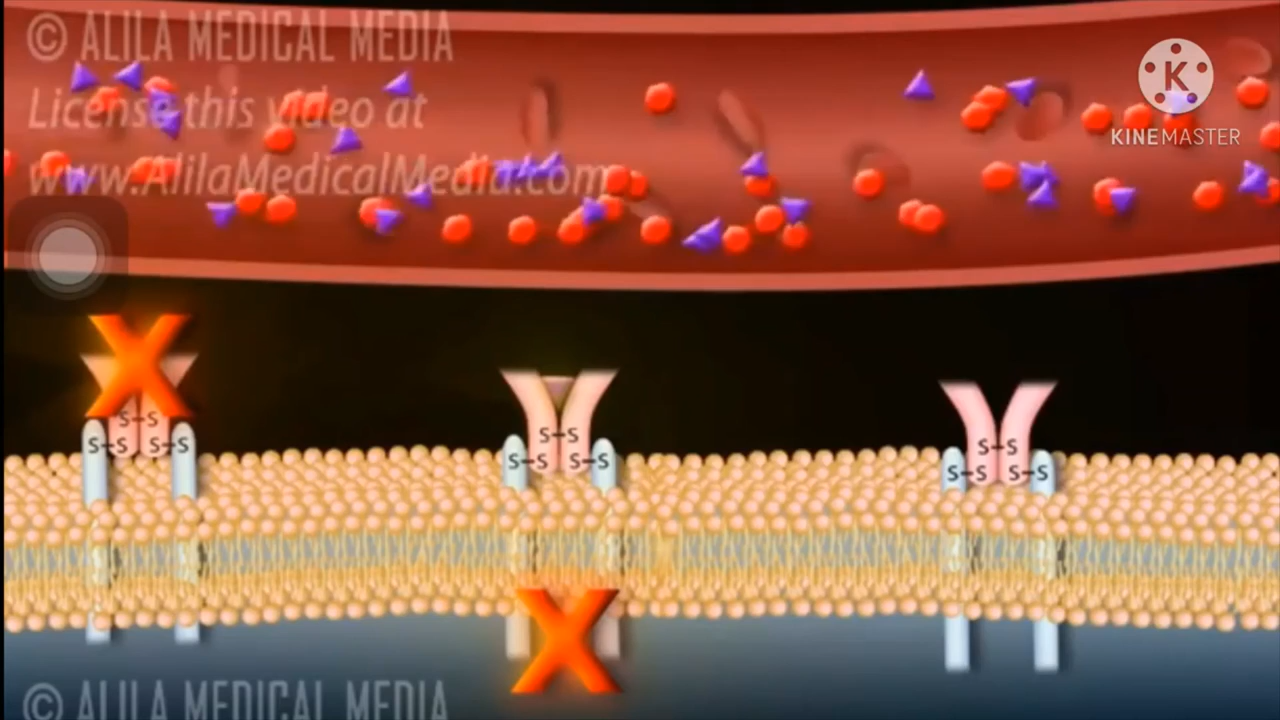 © ALILA MEDICAL MEDIA
License this video at
www.AlilaMedicalMedia.com
K
KINEMASTER
S-S
S-S S-S
S-S
S-S S-S
S-S
S-S S-S
© ALILA MEDICAL MEDIA